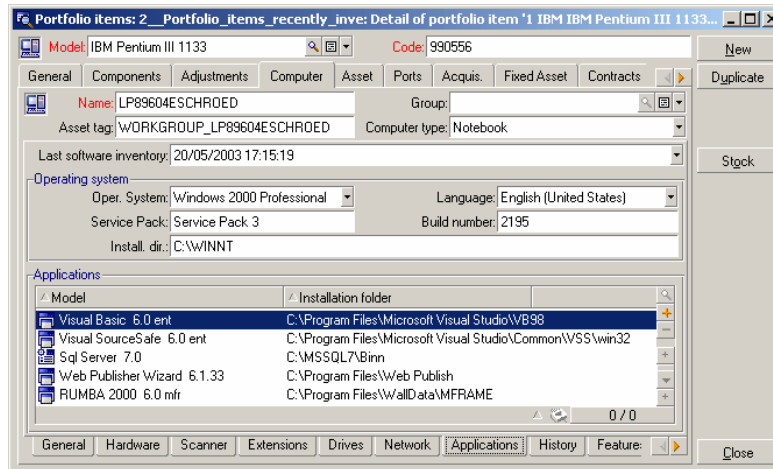 Portfolio items: 2__Portfolio_items_recently_inve: Detail of portfolio item '1 IBM IBM Pentium III 1133...
Model: IBM Pentium III 1133 Code: 990556 New
General Components Adjustments Computer Asset Ports Acquis. Fixed Asset Contracts Duplicate
Name: LP89604ESCHROED Group:
Asset tag: WORKGROUP_LP89604ESCHROED Computer type: Notebook
Last software inventory: 20/05/2003 17:15:19 Stock
Operating system
Oper. System: Windows 2000 Professional Language: English (United States)
Service Pack: Service Pack 3 Build number: 2195
Install. dir.: C:\WINNT
Applications
Model Installation folder
Visual Basic 6.0 ent C:\Program Files\Microsoft Visual Studio\VB98
Visual SourceSafe 6.0 ent C:\Program Files\Microsoft Visual Studio\Common\VSS\win32
Sql Server 7.0 C:\MSSQL7\Binn
Web Publisher Wizard 6.1.33 C:\Program Files\Web Publish
RUMBA 2000 6.0 mfr C:\Program Files\WallData\MFRAME
0 / 0
General Hardware Scanner Extensions Drives Network Applications History Feature: Close